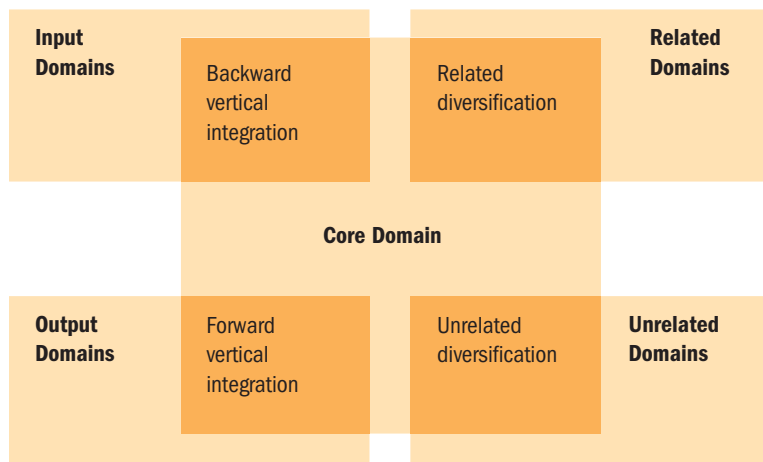 Input
Domains
Backward
vertical
integration
Related
diversification
Related
Domains
Core Domain
Output
Domains
Forward
vertical
integration
Unrelated
diversification
Unrelated
Domains